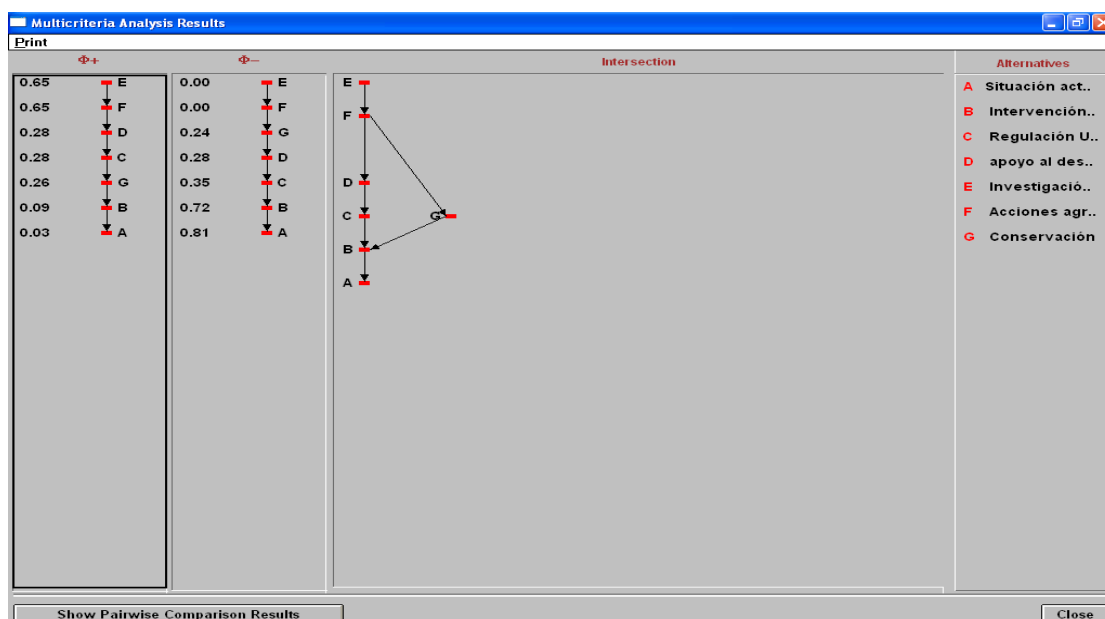 Multicriteria Analysis Results
Print
Φ+ Φ− Intersection Alternatives
0.65 E 0.00 E E A Situación act..
0.65 F 0.00 F F B Intervención..
0.28 D 0.24 G C Regulación U..
0.28 C 0.28 D D D apoyo al des..
0.26 G 0.35 C C G E Investigació..
0.09 B 0.72 B B F Acciones agr..
0.03 A 0.81 A A G Conservación
Show Pairwise Comparison Results Close